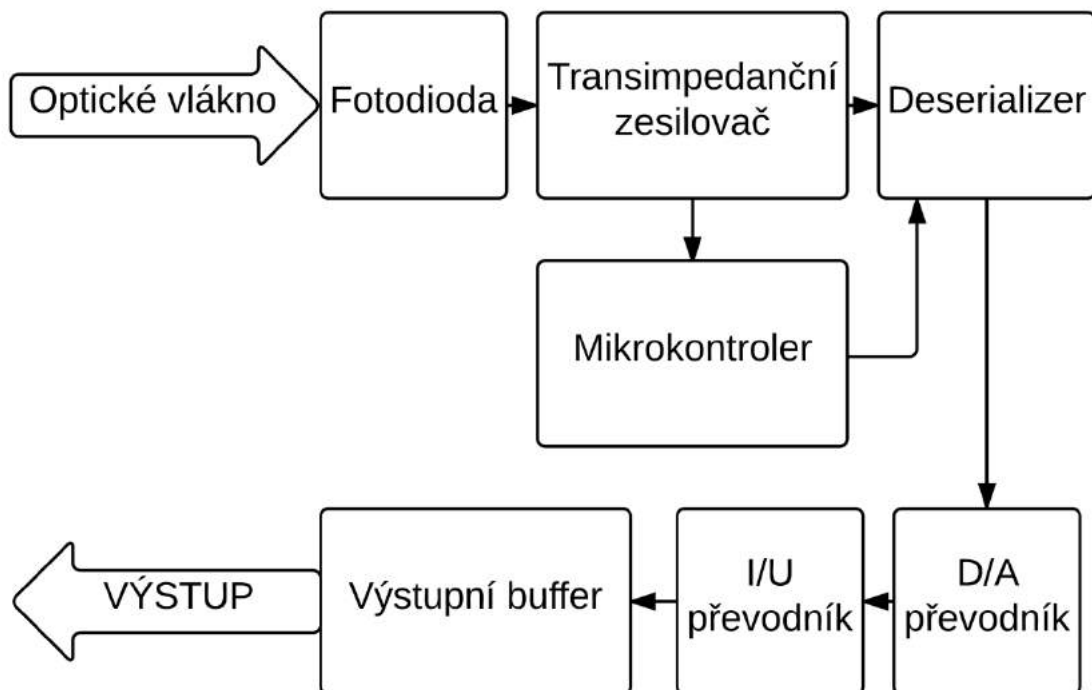 Optické vlákno
Fotodioda
Transimpedanční
zesilovač
Deserializer
Mikrokontroler
VÝSTUP
Výstupní buffer
I/U
převodník
D/A
převodník